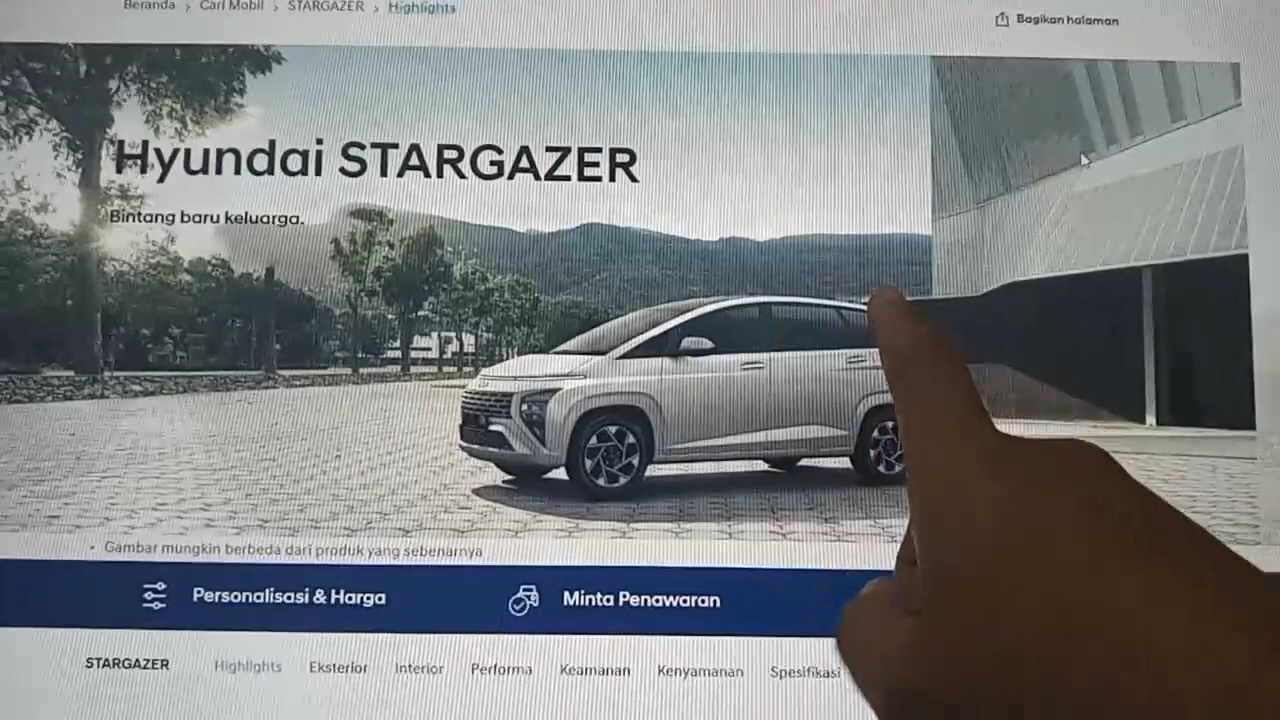 Beranda > Cari Mobil > STARGAZER > Highlights
Bagikan halaman
Hyundai STARGAZER
Bintang baru keluarga.
• Gambar mungkin berbeda dari produk yang sebenarnya
Personalisasi & Harga
Minta Penawaran
STARGAZER Highlights Eksterior Interior Performa Keamanan Kenyamanan Spesifikasi